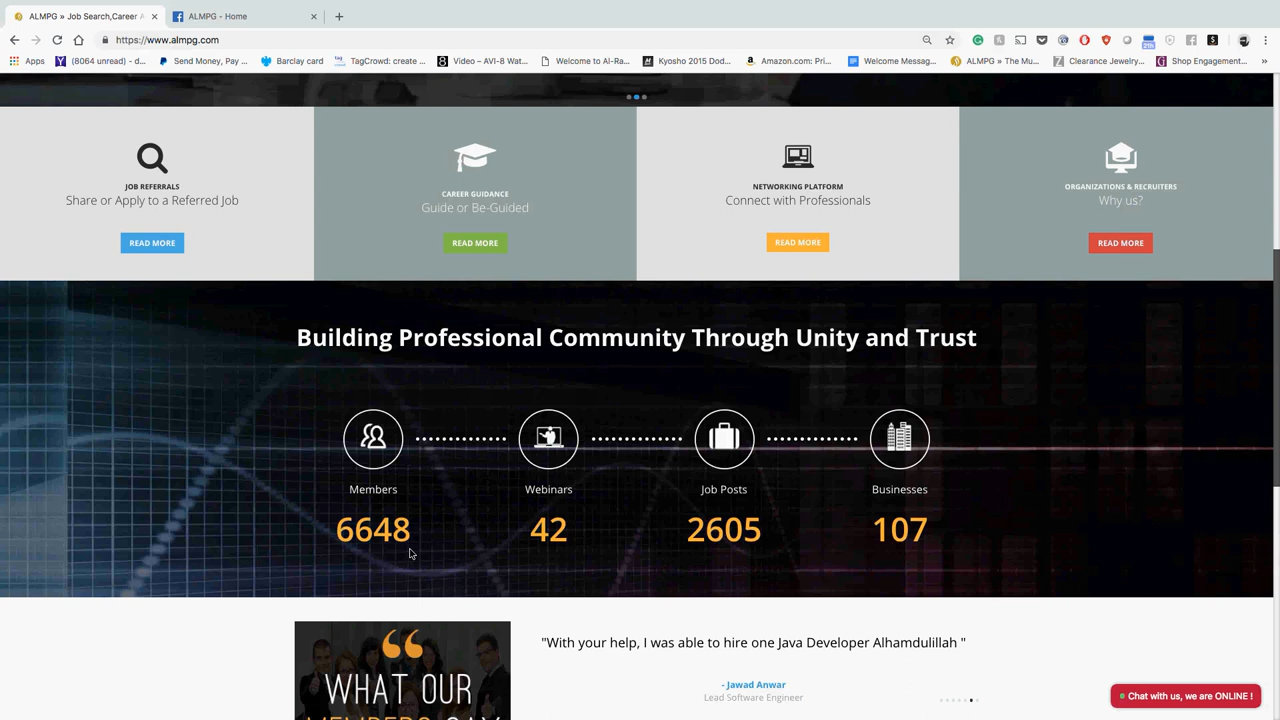 ALMPG » Job Search,Career A
ALMPG - Home
https://www.almpg.com
21h
Apps
(8064 unread) - d...
Send Money, Pay ...
Barclay card
TagCrowd: create ...
Video – AVI-8 Wat...
Welcome to Al-Ra...
Kyosho 2015 Dod...
Amazon.com: Pri...
Welcome Messag...
ALMPG » The Mu...
Clearance Jewelry...
Shop Engagement...
»
JOB REFERRALS
Share or Apply to a Referred Job
READ MORE
CAREER GUIDANCE
Guide or Be-Guided
READ MORE
NETWORKING PLATFORM
Connect with Professionals
READ MORE
ORGANIZATIONS & RECRUITERS
Why us?
READ MORE
Building Professional Community Through Unity and Trust
Members
Webinars
Job Posts
Businesses
6648
42
2605
107
WHAT OUR
MEMBERS SAY
"With your help, I was able to hire one Java Developer Alhamdulillah "
- Jawad Anwar
Lead Software Engineer
Chat with us, we are ONLINE !